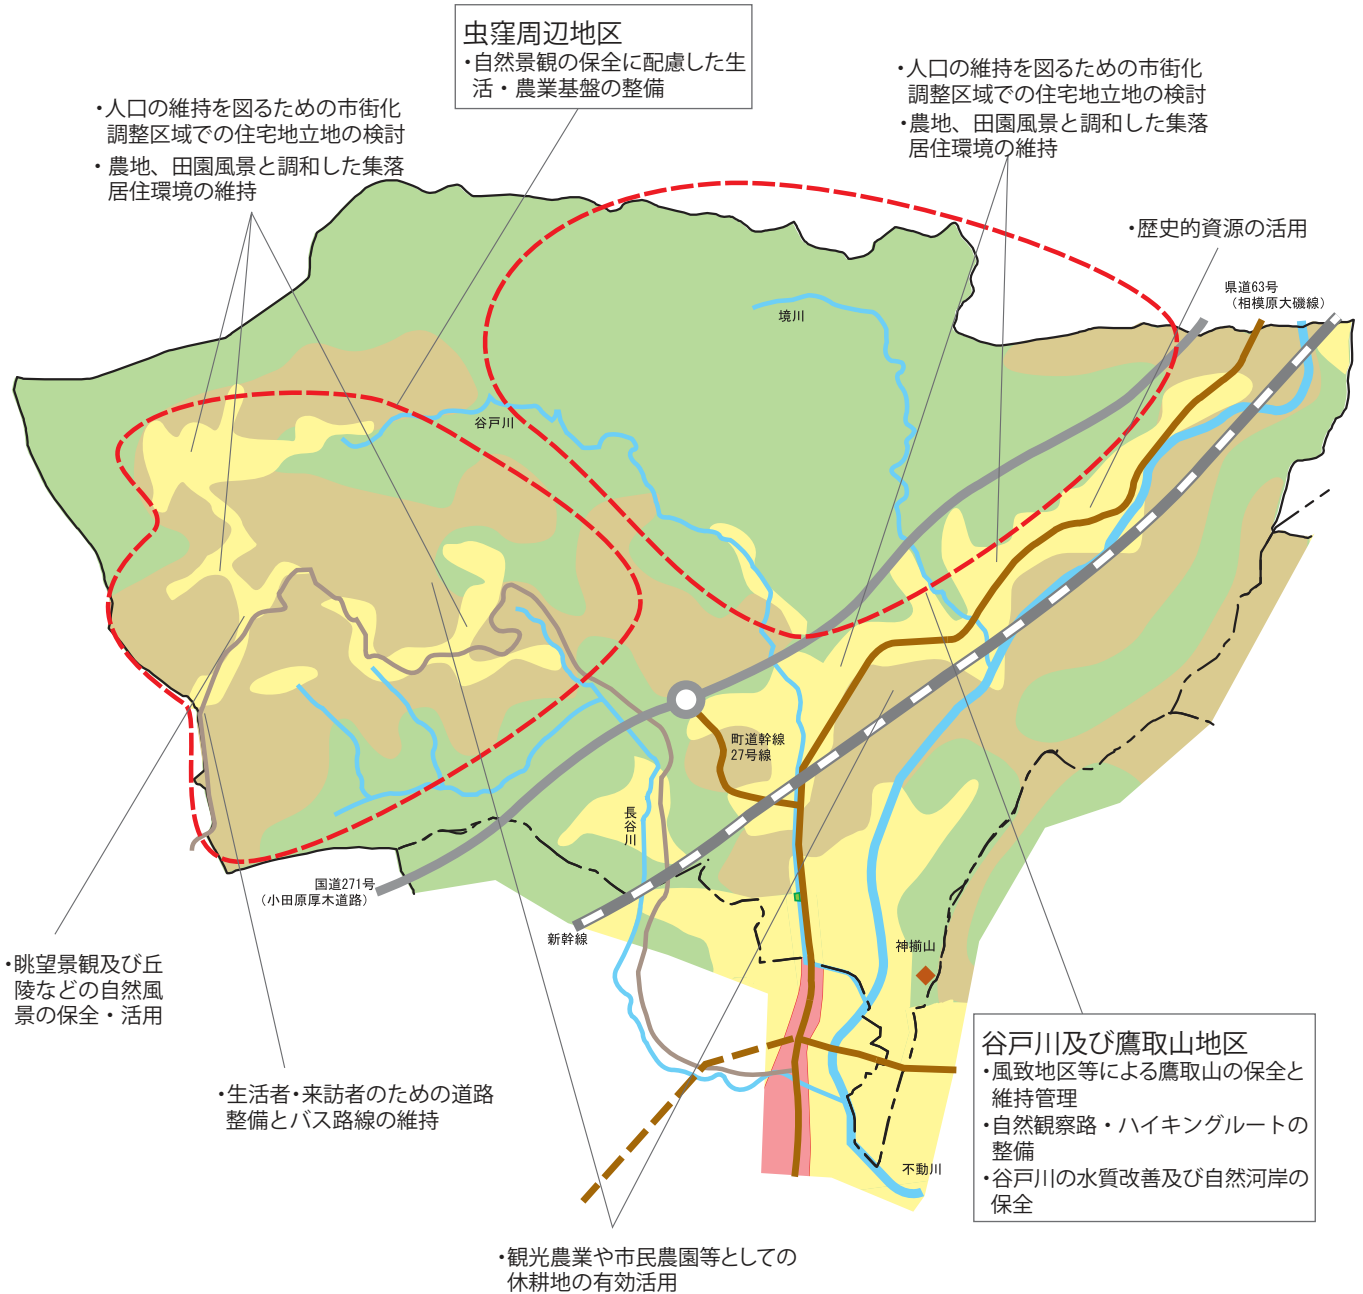 虫窪周辺地区
・自然景観の保全に配慮した生
活・農業基盤の整備
・人口の維持を図るための市街化
調整区域での住宅地立地の検討
・農地、田園風景と調和した集落
居住環境の維持
・人口の維持を図るための市街化
調整区域での住宅地立地の検討
・農地、田園風景と調和した集落
居住環境の維持
・歴史的資源の活用
県道63号
（相模原大磯線）
境川
谷戸川
町道幹線
27号線
長谷川
国道271号
（小田原厚木道路）
新幹線
神揃山
・眺望景観及び丘
陵などの自然風
景の保全・活用
・生活者・来訪者のための道路
整備とバス路線の維持
谷戸川及び鷹取山地区
・風致地区等による鷹取山の保全と
維持管理
・自然観察路・ハイキングルートの
整備
・谷戸川の水質改善及び自然河岸の
保全
不動川
・観光農業や市民農園等としての
休耕地の有効活用